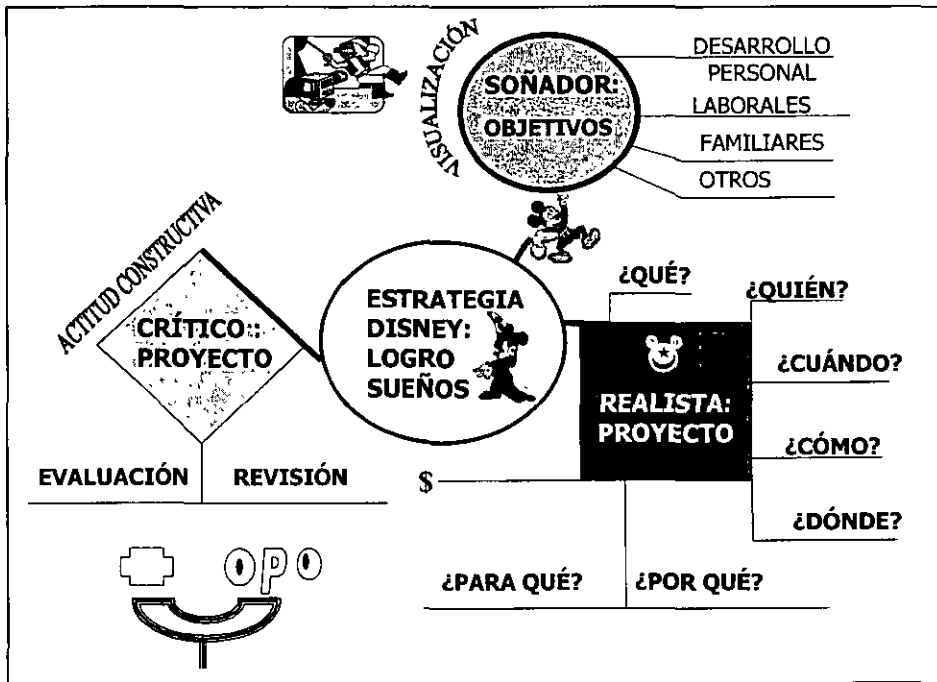 VISUALIZACIÓN
SOÑADOR:
OBJETIVOS
DESARROLLO
PERSONAL
LABORALES
FAMILIARES
OTROS
ACTITUD CONSTRUCTIVA
CRÍTICO::
PROYECTO
EVALUACIÓN
REVISIÓN
ESTRATEGIA
DISNEY:
LOGRO
SUEÑOS
¿QUÉ?
¿QUIÉN?
¿CUÁNDO?
REALISTA:
PROYECTO
¿CÓMO?
$
¿DÓNDE?
¿PARA QUÉ?
¿POR QUÉ?
OPO